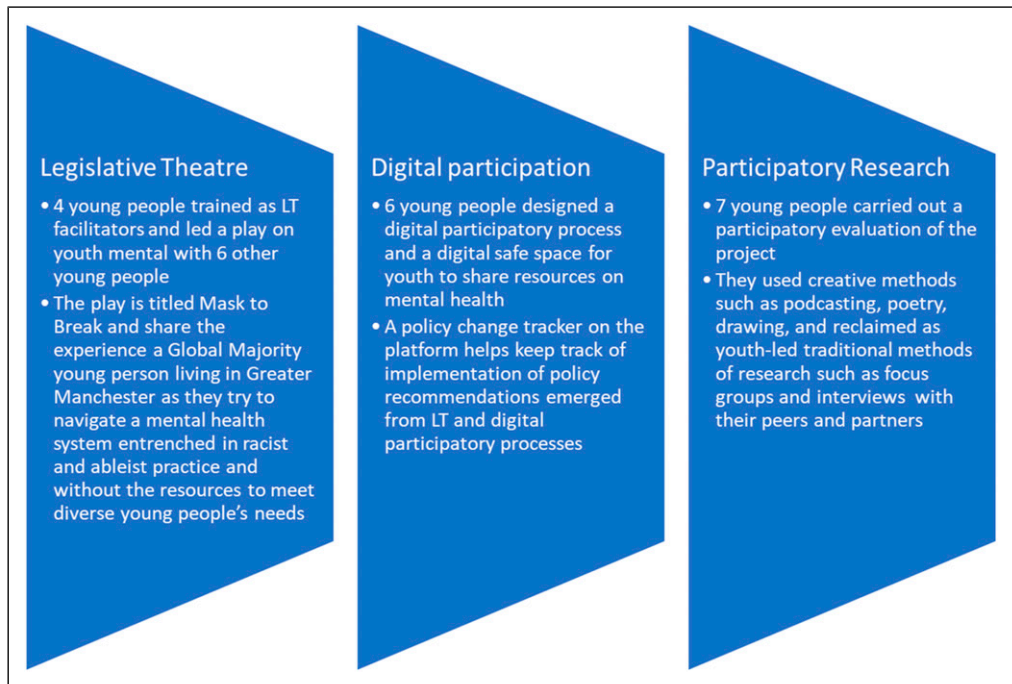 Legislative Theatre
• 4 young people trained as LT
facilitators and led a play on
youth mental with 6 other
young people
• The play is titled Mask to
Break and share the
experience a Global Majority
young person living in Greater
Manchester as they try to
navigate a mental health
system entrenched in racist
and ableist practice and
without the resources to meet
diverse young people's needs
Digital participation
• 6 young people designed a
digital participatory process
and a digital safe space for
youth to share resources on
mental health
• A policy change tracker on the
platform helps keep track of
implementation of policy
recommendations emerged
from LT and digital
participatory processes
Participatory Research
• 7 young people carried out a
participatory evaluation of the
project
• They used creative methods
such as podcasting, poetry,
drawing, and reclaimed as
youth-led traditional methods
of research such as focus
groups and interviews with
their peers and partners